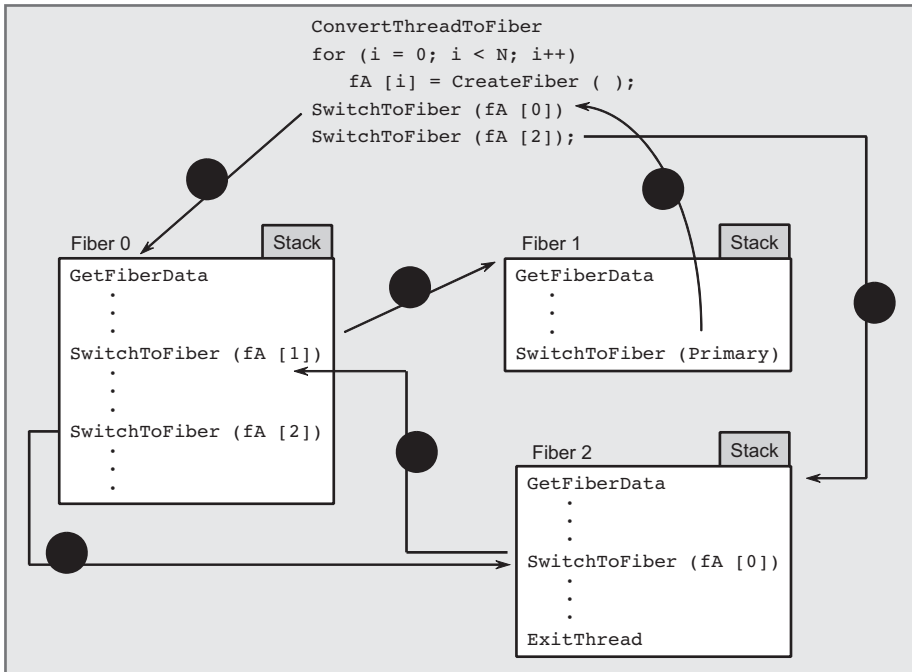 ConvertThreadToFiber
for (i = 0; i < N; i++)
fA [i] = CreateFiber ( );
SwitchToFiber (fA [0])
SwitchToFiber (fA [2]);
Fiber 0
Stack
GetFiberData
.
.
.
SwitchToFiber (fA [1])
.
.
.
SwitchToFiber (fA [2])
.
.
.
Fiber 1
Stack
GetFiberData
.
.
.
SwitchToFiber (Primary)
Fiber 2
Stack
GetFiberData
.
.
.
SwitchToFiber (fA [0])
.
.
.
ExitThread